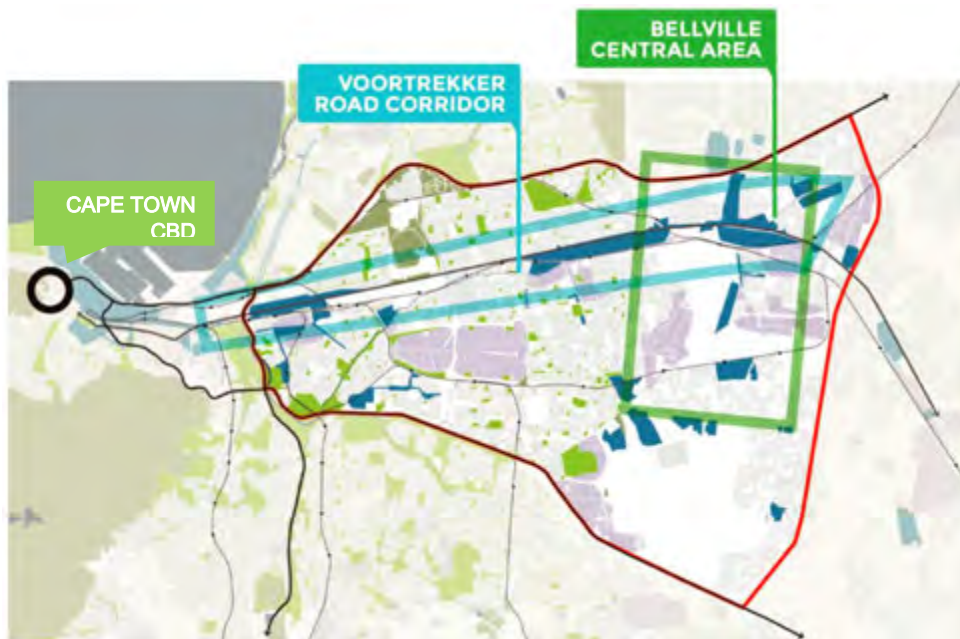 BELLVILLE
CENTRAL AREA
VOORTREKKER
ROAD CORRIDOR
CAPE TOWN
CBD